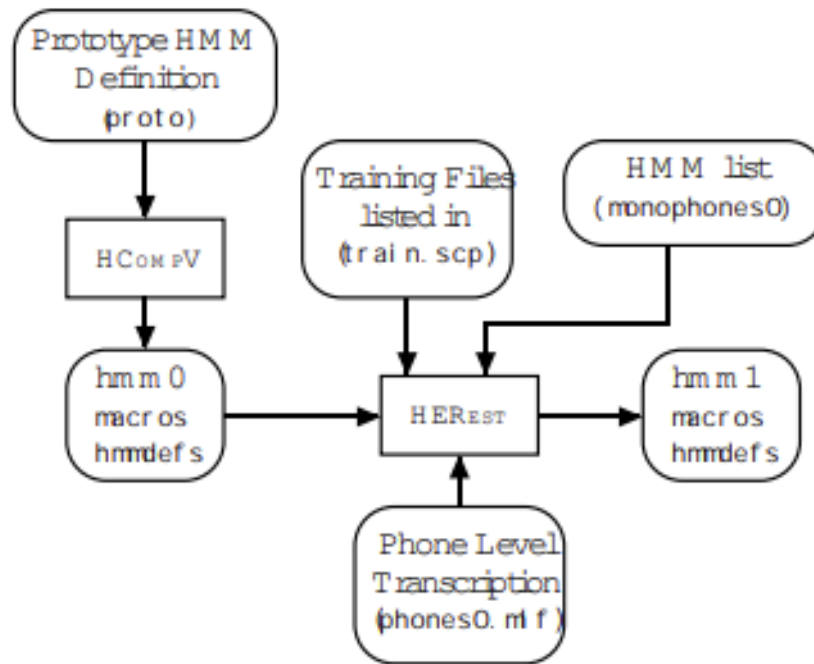 Prototype HMM
Definition
(proto)
Training Files
listed in
(train.scp)
HMM list
(monophones0)
HCOMPV
hmm0
macros
hmmdefs
HEREST
hmm1
macros
hmmdefs
Phone Level
Transcription
(phones0.mlf)